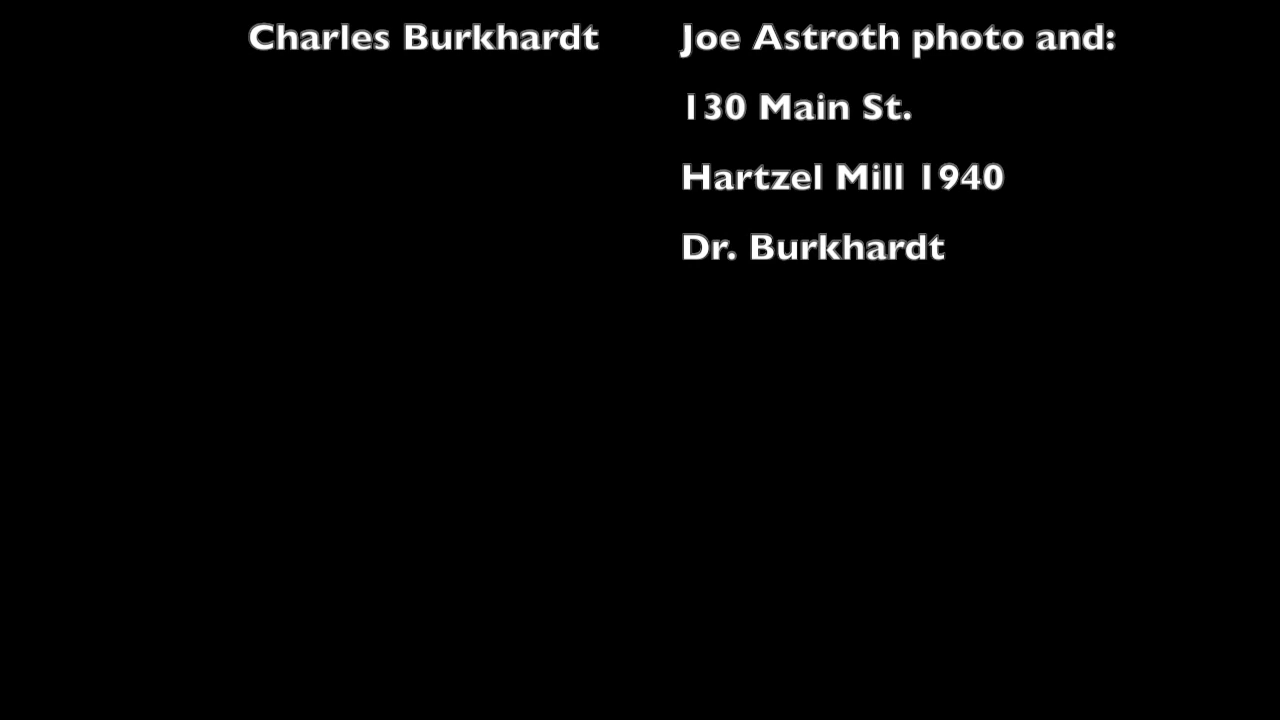 Charles Burkhardt Joe Astroth photo and:
130 Main St.
Hartzel Mill 1940
Dr. Burkhardt